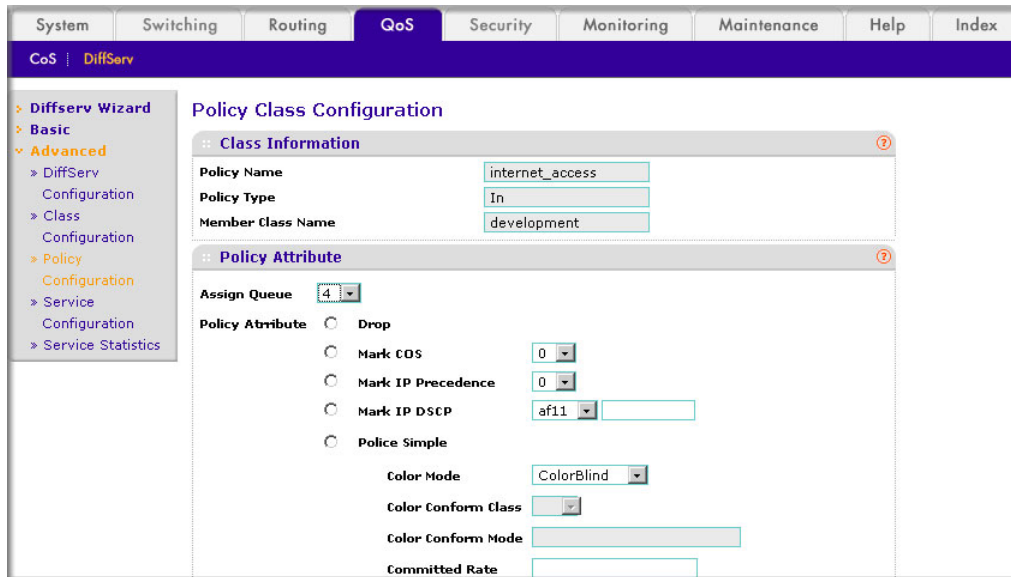 System Switching Routing QoS Security Monitoring Maintenance Help Index
CoS | DiffServ
Diffserv Wizard
Basic
Advanced
» DiffServ
Configuration
» Class
Configuration
» Policy
Configuration
» Service
Configuration
» Service Statistics
Policy Class Configuration
:: Class Information ?
Policy Name internet_access
Policy Type In
Member Class Name development
:: Policy Attribute ?
Assign Queue 4
Policy Attribute Drop
Mark COS 0
Mark IP Precedence 0
Mark IP DSCP af11
Police Simple
Color Mode ColorBlind
Color Conform Class
Color Conform Mode
Committed Rate